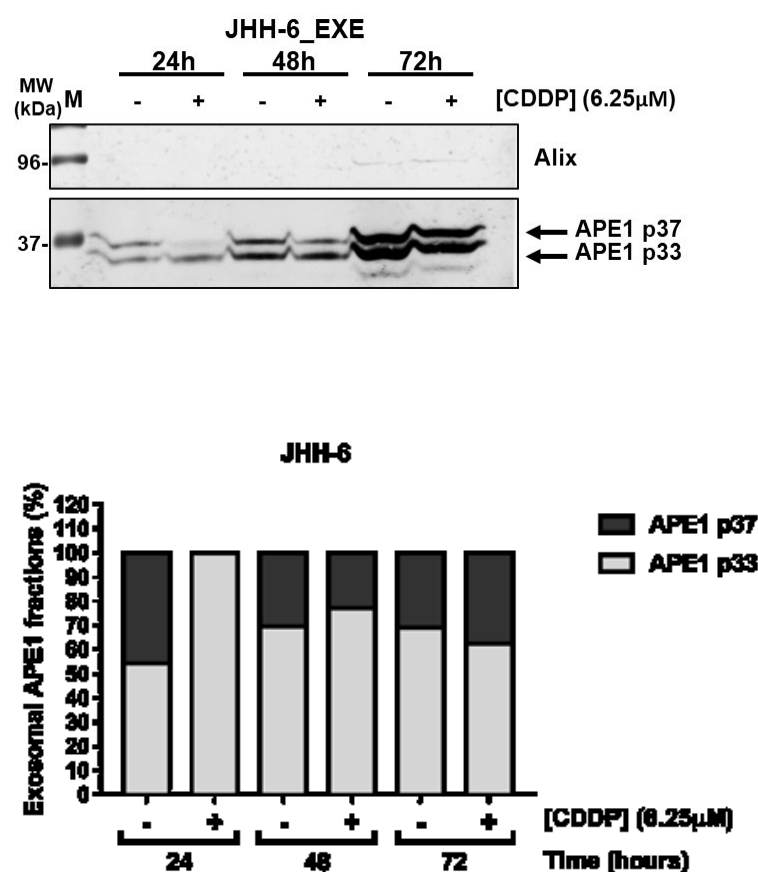 JHH-6_EXE
24h 48h 72h
MW
(kDa) M - + - + - + [CDDP] (6.25µM)
96- Alix
37- APE1 p37
APE1 p33
JHH-6
Exosomal APE1 fractions (%)
120
110
100
90
80
70
60
50
40
30
20
10
0
APE1 p37
APE1 p33
- + - + - + [CDDP] (6.25µM)
24 48 72 Time [hours)